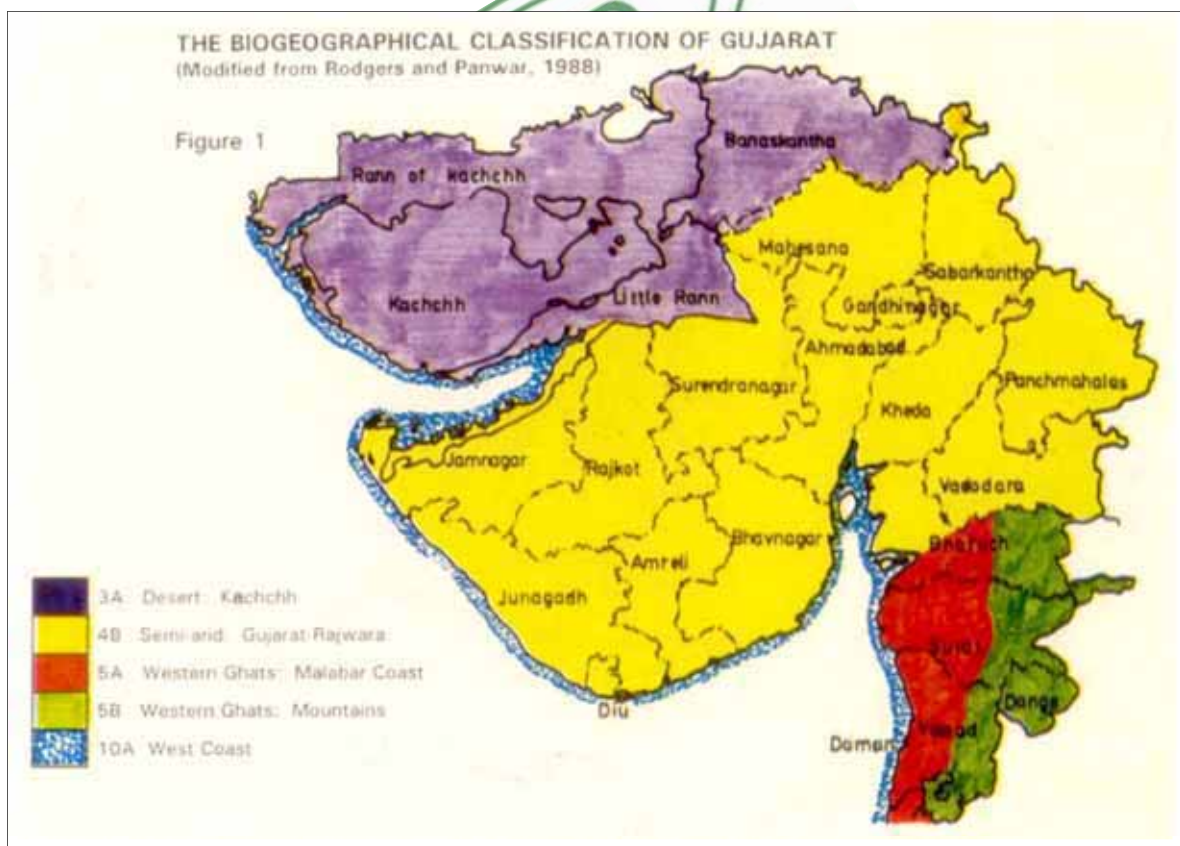 THE BIOGEOGRAPHICAL CLASSIFICATION OF GUJARAT
(Modified from Rodgers and Panwar, 1988)
Figure 1
Banaskantha
Rann of kachchh
Mahesana
Sabarkantha
Kachchh
Little Rann
Gandhinagar
Ahmadabad
Surendranagar
Panchmahalas
Kheda
Jamnagar
Rajkot
Vadodara
Bhavnagar
Bharuch
Amreli
Junagadh
Surat
Diu
Dangs
Valsad
Daman
3A Desert: Kachchh
4B Semi-arid: Gujarat-Rajwara
5A Western Ghats: Malabar Coast
5B Western Ghats: Mountains
10A West Coast